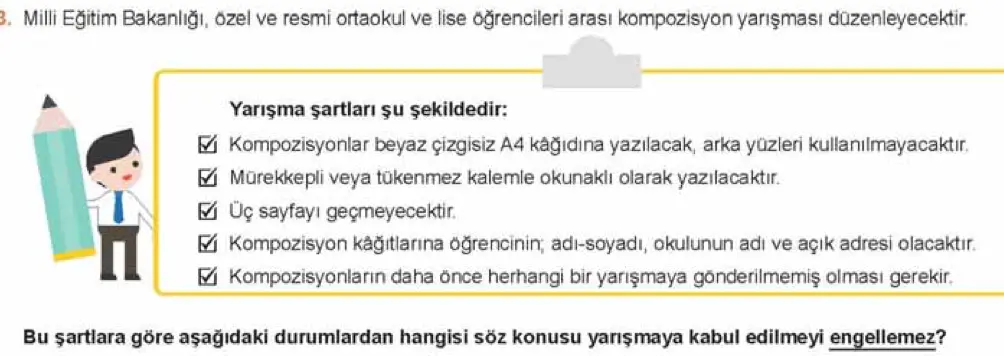 3. Milli Eğitim Bakanlığı, özel ve resmi ortaokul ve lise öğrencileri arası kompozisyon yarışması düzenleyecektir.
Yarışma şartları şu şekildedir:
Kompozisyonlar beyaz çizgisiz A4 kâğıdına yazılacak, arka yüzleri kullanılmayacaktır.
Mürekkepli veya tükenmez kalemle okunaklı olarak yazılacaktır.
Üç sayfayı geçmeyecektir.
Kompozisyon kâğıtlarına öğrencinin; adı-soyadı, okulunun adı ve açık adresi olacaktır.
Kompozisyonların daha önce herhangi bir yarışmaya gönderilmemiş olması gerekir.
Bu şartlara göre aşağıdaki durumlardan hangisi söz konusu yarışmaya kabul edilmeyi engellemez?